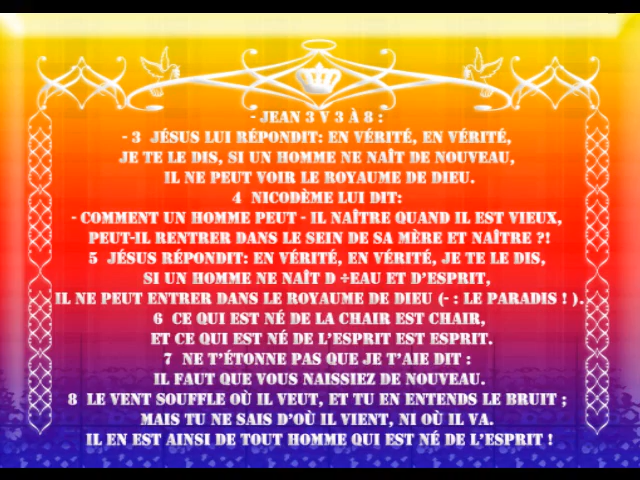 - JEAN 3 V 3 À 8 :
- 3 JÉSUS LUI RÉPONDIT: EN VÉRITÉ, EN VÉRITÉ,
JE TE LE DIS, SI UN HOMME NE NAÎT DE NOUVEAU,
IL NE PEUT VOIR LE ROYAUME DE DIEU.
4 NICODÈME LUI DIT:
- COMMENT UN HOMME PEUT - IL NAÎTRE QUAND IL EST VIEUX,
PEUT-IL RENTRER DANS LE SEIN DE SA MÈRE ET NAÎTRE ?!
5 JÉSUS RÉPONDIT: EN VÉRITÉ, EN VÉRITÉ, JE TE LE DIS,
SI UN HOMME NE NAÎT D ÷EAU ET D'ESPRIT,
IL NE PEUT ENTRER DANS LE ROYAUME DE DIEU (- : LE PARADIS ! ).
6 CE QUI EST NÉ DE LA CHAIR EST CHAIR,
ET CE QUI EST NÉ DE L'ESPRIT EST ESPRIT.
7 NE T'ÉTONNE PAS QUE JE T'AIE DIT :
IL FAUT QUE VOUS NAISSIEZ DE NOUVEAU.
8 LE VENT SOUFFLE OÙ IL VEUT, ET TU EN ENTENDS LE BRUIT ;
MAIS TU NE SAIS D'OÙ IL VIENT, NI OÙ IL VA.
IL EN EST AINSI DE TOUT HOMME QUI EST NÉ DE L'ESPRIT !